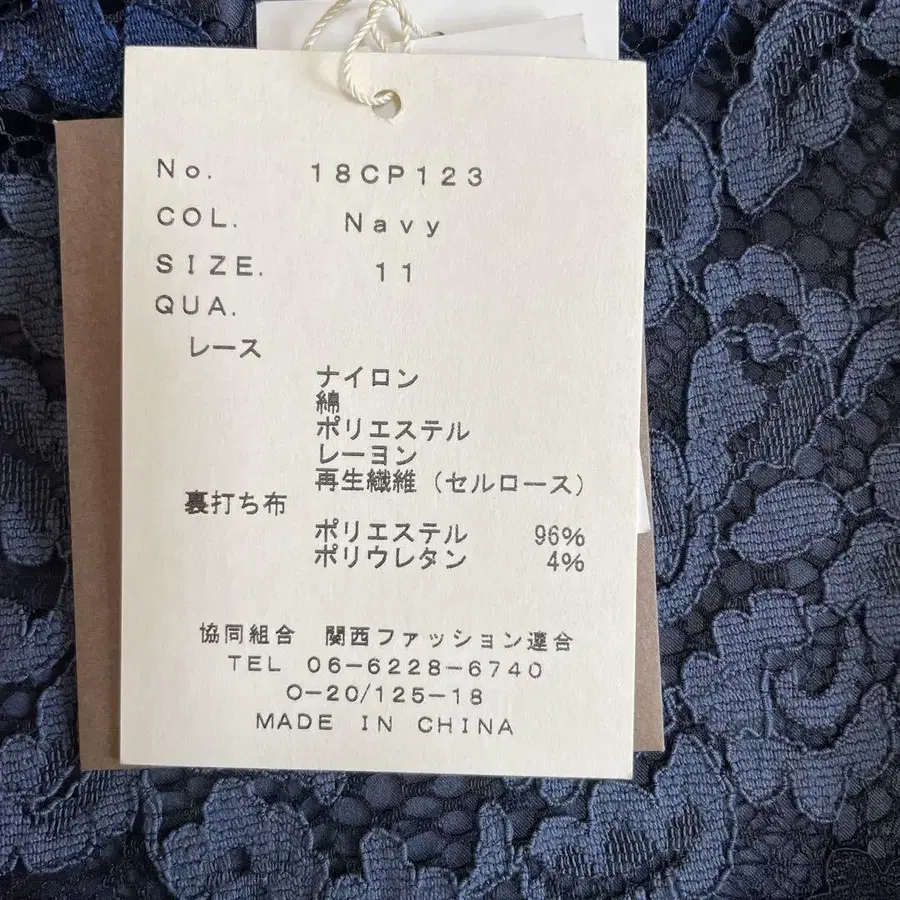 No. 18CP123
COL. Navy
SIZE. 11
QUA.
レース
ナイロン
綿
ポリエステル
レーヨン
再生繊維（セルロース）
裏打ち布
ポリエステル 96%
ポリウレタン 4%
協同組合 関西ファッション連合
TEL 06-6228-6740
O-20/125-18
MADE IN CHINA